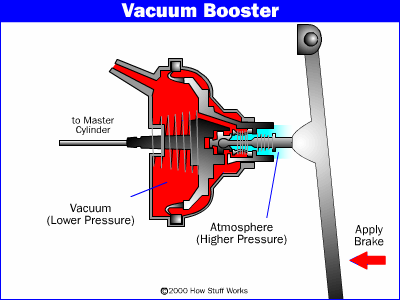 Vacuum Booster
to Master
Cylinder
Vacuum
(Lower Pressure)
Atmosphere
(Higher Pressure)
Apply
Brake
©2000 How Stuff Works